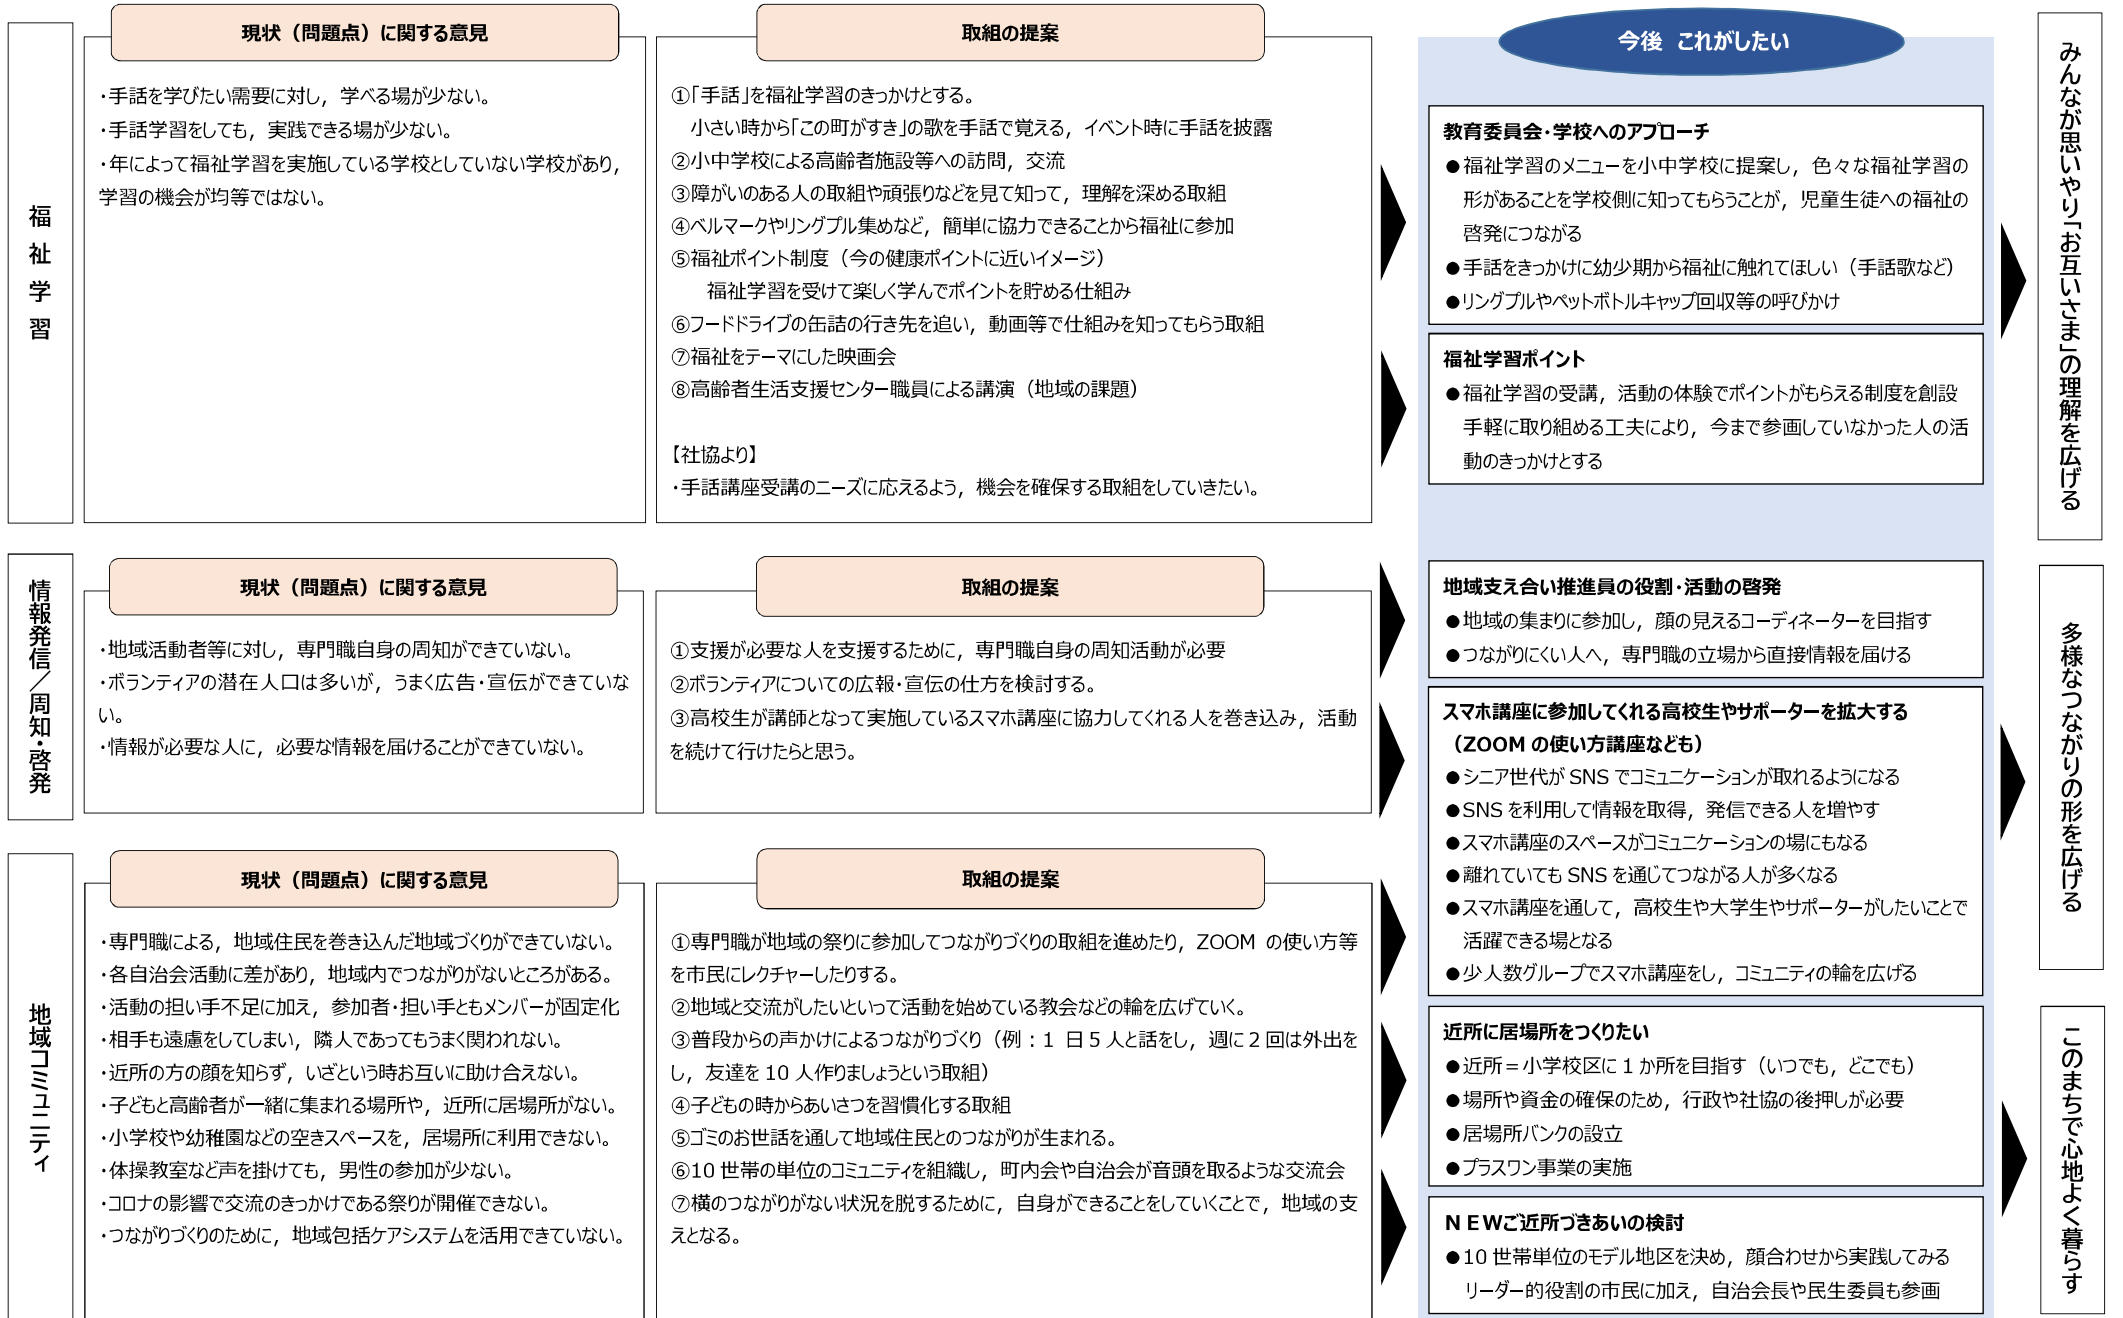 福祉学習
現状（問題点）に関する意見
・手話を学びたい需要に対し，学べる場が少ない。
・手話学習をしても，実践できる場が少ない。
・年によって福祉学習を実施している学校としていない学校があり，
学習の機会が均等ではない。
取組の提案
①「手話」を福祉学習のきっかけとする。
小さい時から「この町がすき」の歌を手話で覚える，イベント時に手話を披露
②小中学校による高齢者施設等への訪問，交流
③障がいのある人の取組や頑張りなどを見て知って，理解を深める取組
④ベルマークやリングプル集めなど，簡単に協力できることから福祉に参加
⑤福祉ポイント制度（今の健康ポイントに近いイメージ）
福祉学習を受けて楽しく学んでポイントを貯める仕組み
⑥フードドライブの缶詰の行き先を追い，動画等で仕組みを知ってもらう取組
⑦福祉をテーマにした映画会
⑧高齢者生活支援センター職員による講演（地域の課題）
【社協より】
・手話講座受講のニーズに応えるよう，機会を確保する取組をしていきたい。
今後 これがしたい
教育委員会・学校へのアプローチ
●福祉学習のメニューを小中学校に提案し，色々な福祉学習の
形があることを学校側に知ってもらうことが，児童生徒への福祉の
啓発につながる
●手話をきっかけに幼少期から福祉に触れてほしい（手話歌など）
●リングプルやペットボトルキャップ回収等の呼びかけ
福祉学習ポイント
●福祉学習の受講，活動の体験でポイントがもらえる制度を創設
手軽に取り組める工夫により，今まで参画していなかった人の活
動のきっかけとする
みんなが思いやり「お互いさま」の理解を広げる
情報発信／周知・啓発
現状（問題点）に関する意見
・地域活動者等に対し，専門職自身の周知ができていない。
・ボランティアの潜在人口は多いが，うまく広告・宣伝ができていな
い。
・情報が必要な人に，必要な情報を届けることができていない。
取組の提案
①支援が必要な人を支援するために，専門職自身の周知活動が必要
②ボランティアについての広報・宣伝の仕方を検討する。
③高校生が講師となって実施しているスマホ講座に協力してくれる人を巻き込み，活動
を続けて行けたらと思う。
地域支え合い推進員の役割・活動の啓発
●地域の集まりに参加し，顔の見えるコーディネーターを目指す
●つながりにくい人へ，専門職の立場から直接情報を届ける
スマホ講座に参加してくれる高校生やサポーターを拡大する
（ZOOM の使い方講座なども）
●シニア世代が SNS でコミュニケーションが取れるようになる
●SNS を利用して情報を取得，発信できる人を増やす
●スマホ講座のスペースがコミュニケーションの場にもなる
●離れていても SNS を通じてつながる人が多くなる
●スマホ講座を通して，高校生や大学生やサポーターがしたいことで
活躍できる場となる
●少人数グループでスマホ講座をし，コミュニティの輪を広げる
多様なつながりの形を広げる
地域コミュニティ
現状（問題点）に関する意見
・専門職による，地域住民を巻き込んだ地域づくりができていない。
・各自治会活動に差があり，地域内でつながりがないところがある。
・活動の担い手不足に加え，参加者・担い手ともメンバーが固定化
・相手も遠慮をしてしまい，隣人であってもうまく関われない。
・近所の方の顔を知らず，いざという時お互いに助け合えない。
・子どもと高齢者が一緒に集まれる場所や，近所に居場所がない。
・小学校や幼稚園などの空きスペースを，居場所に利用できない。
・体操教室など声を掛けても，男性の参加が少ない。
・コロナの影響で交流のきっかけである祭りが開催できない。
・つながりづくりのために，地域包括ケアシステムを活用できていない。
取組の提案
①専門職が地域の祭りに参加してつながりづくりの取組を進めたり，ZOOM の使い方等
を市民にレクチャーしたりする。
②地域と交流がしたいといって活動を始めている教会などの輪を広げていく。
③普段からの声かけによるつながりづくり（例：１ 日５人と話をし，週に２回は外出を
し，友達を 10 人作りましょうという取組）
④子どもの時からあいさつを習慣化する取組
⑤ゴミのお世話を通して地域住民とのつながりが生まれる。
⑥10 世帯の単位のコミュニティを組織し，町内会や自治会が音頭を取るような交流会
⑦横のつながりがない状況を脱するために，自身ができることをしていくことで，地域の支
えとなる。
近所に居場所をつくりたい
●近所＝小学校区に 1 か所を目指す（いつでも，どこでも）
●場所や資金の確保のため，行政や社協の後押しが必要
●居場所バンクの設立
●プラスワン事業の実施
ＮＥＷご近所づきあいの検討
●10 世帯単位のモデル地区を決め，顔合わせから実践してみる
リーダー的役割の市民に加え，自治会長や民生委員も参画
このまちで心地よく暮らす